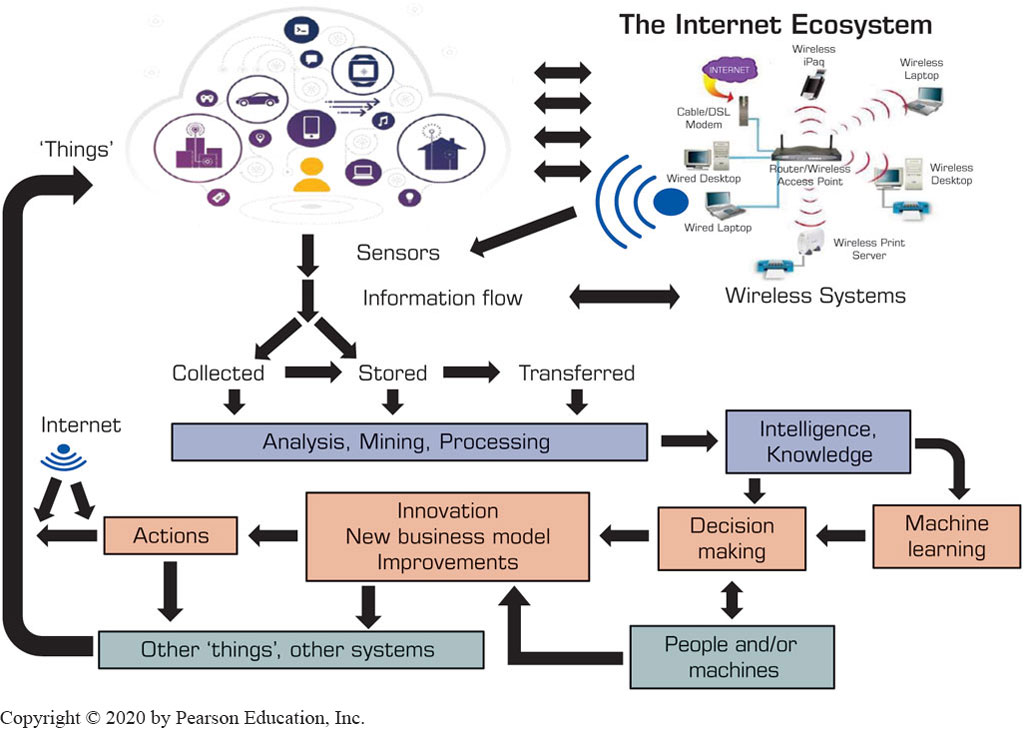 The Internet Ecosystem
'Things'
INTERNET
Cable/DSL
Modem
Wireless
iPaq
Wireless
Laptop
Wired Desktop
Router/Wireless
Access Point
Wireless
Desktop
Wired Laptop
Wireless Print
Server
Sensors
Information flow
Wireless Systems
Collected
Stored
Transferred
Internet
Analysis, Mining, Processing
Intelligence,
Knowledge
Actions
Innovation
New business model
Improvements
Decision
making
Machine
learning
Other 'things', other systems
People and/or
machines
Copyright © 2020 by Pearson Education, Inc.